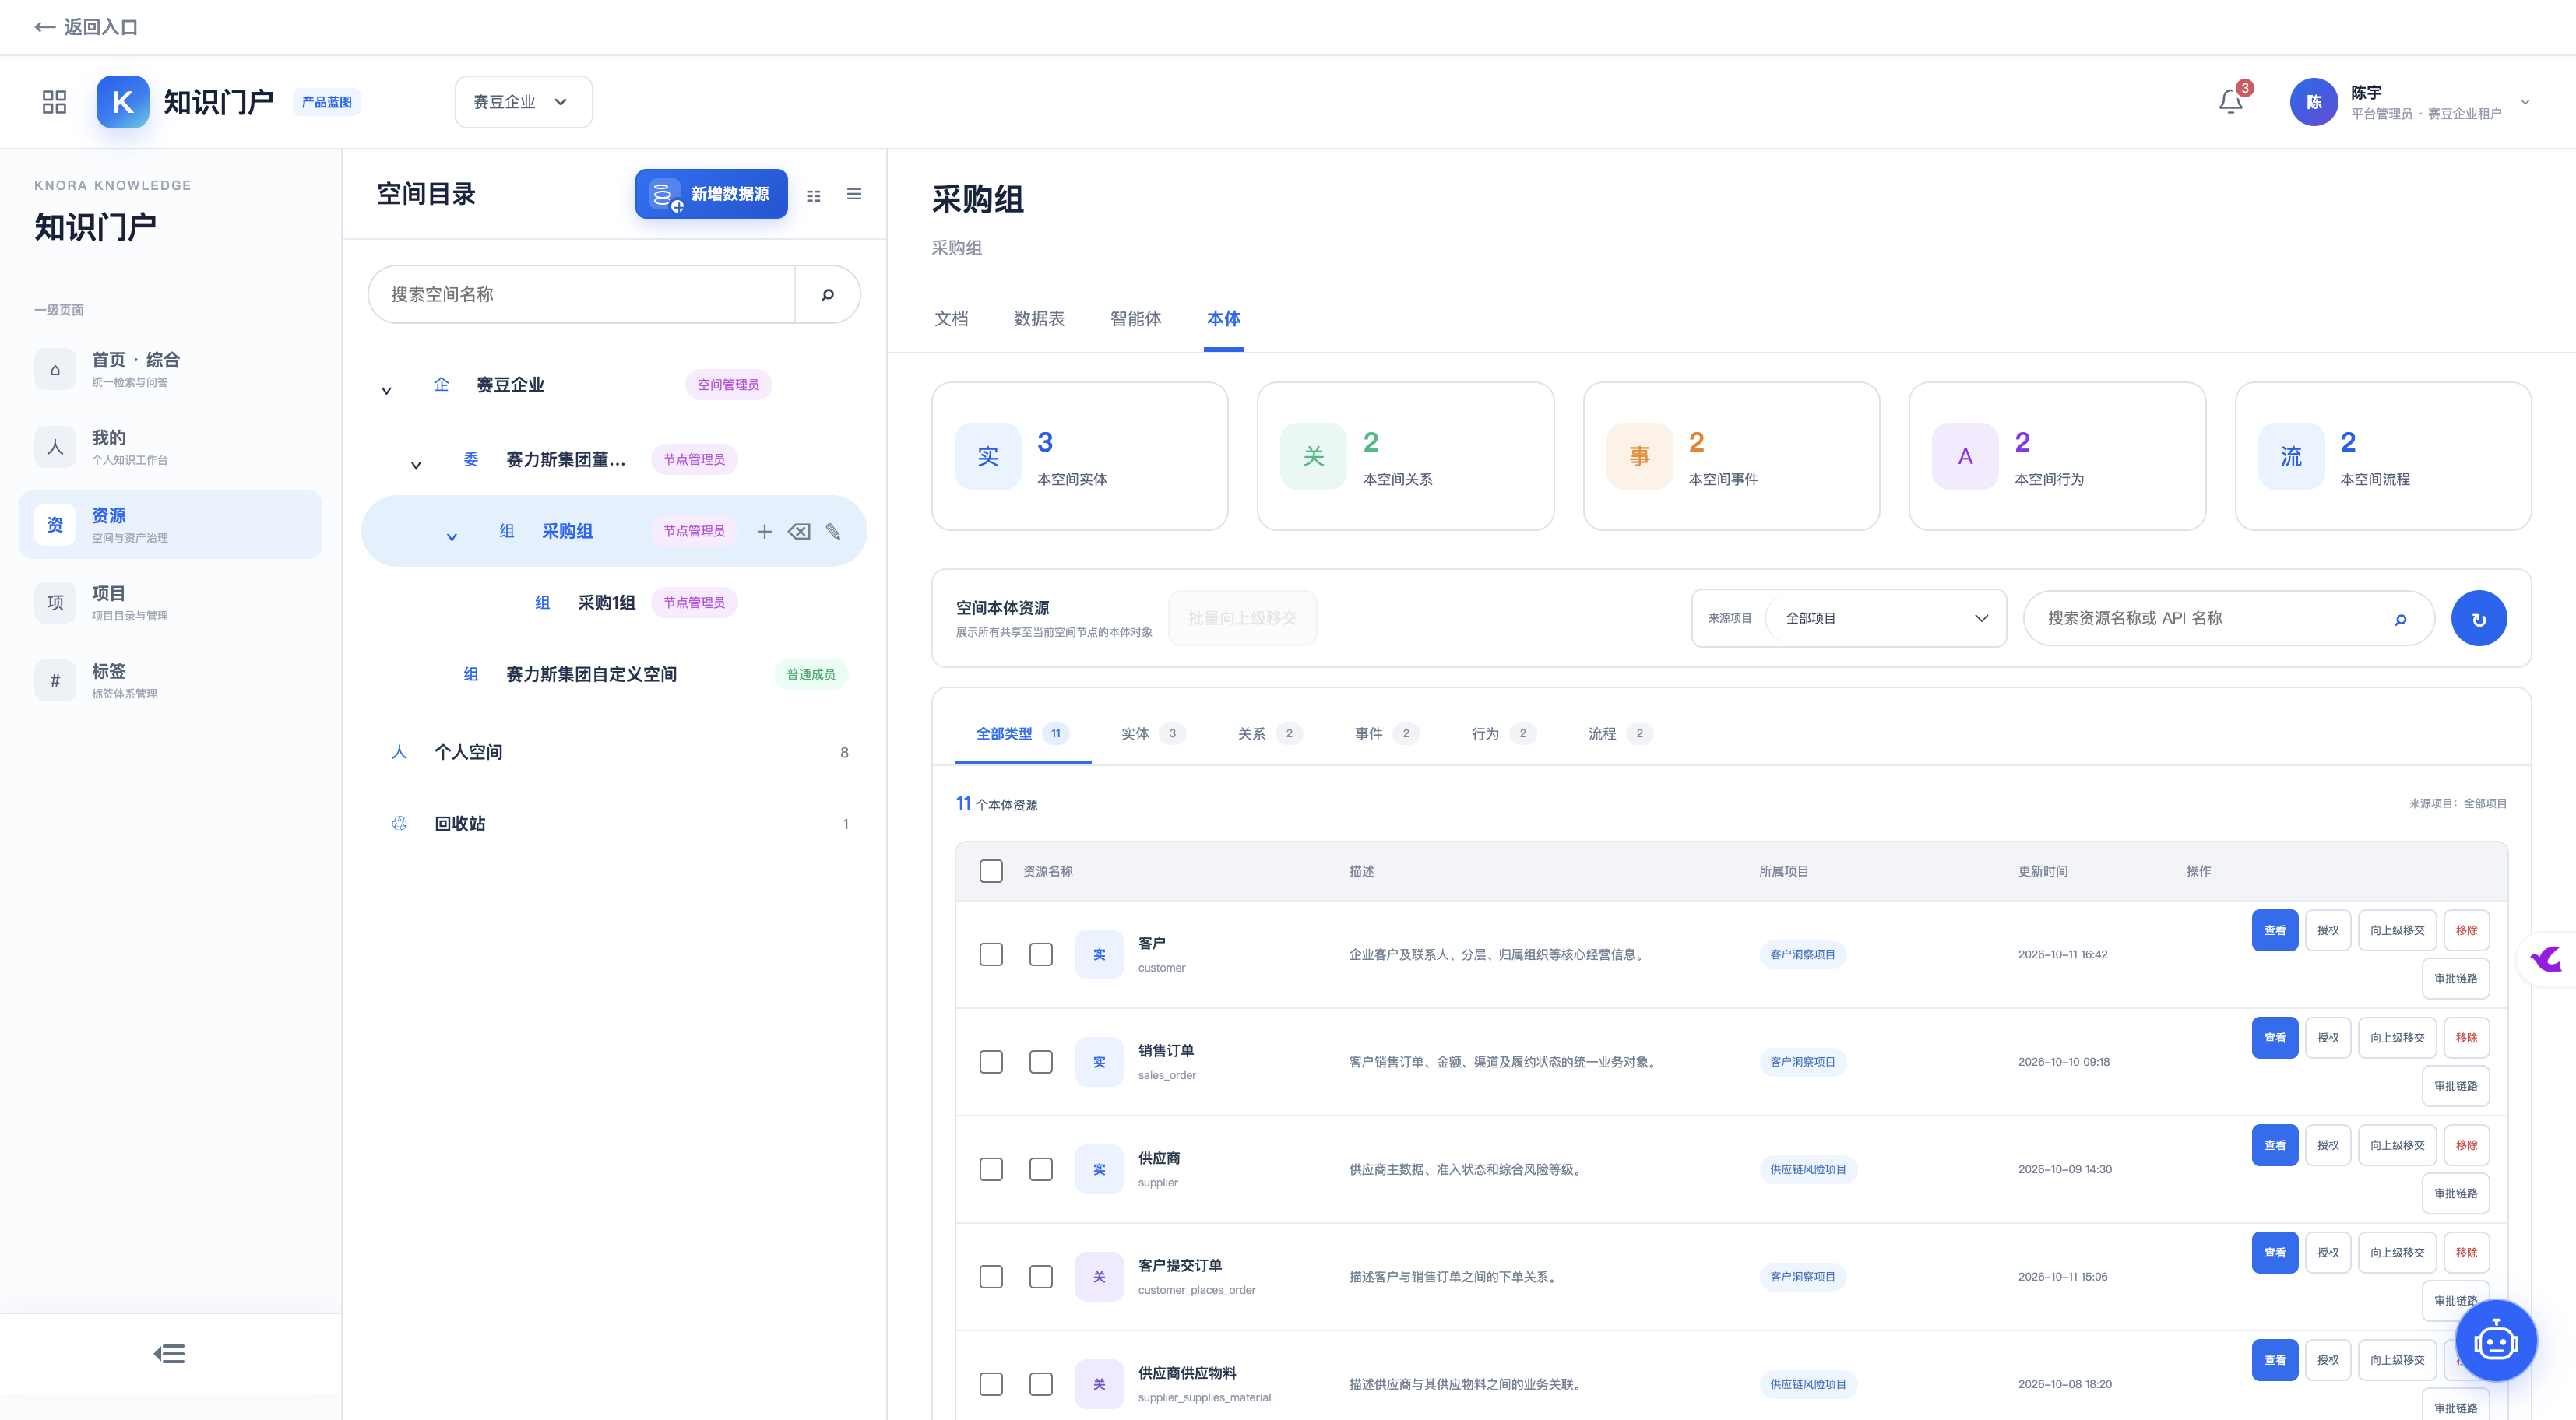 ← 返回入口
K 知识门户 产品蓝图
赛豆企业
3
陈
陈宇
平台管理员 · 赛豆企业租户
KNORA KNOWLEDGE
知识门户
一级页面
首页 · 综合
统一检索与问答
人
我的
个人知识工作台
资
资源
空间与资产治理
项
项目
项目目录与管理
#
标签
标签体系管理
空间目录
新增数据源
搜索空间名称
企 赛豆企业 空间管理员
委 赛力斯集团董... 节点管理员
组 采购组 节点管理员
组 采购1组 节点管理员
组 赛力斯集团自定义空间 普通成员
人 个人空间 8
回收站 1
采购组
采购组
文档 数据表 智能体 本体
实
3
本空间实体
关
2
本空间关系
事
2
本空间事件
A
2
本空间行为
流
2
本空间流程
空间本体资源
展示所有共享至当前空间节点的本体对象
批量向上级移交
来源项目 全部项目
搜索资源名称或 API 名称
全部类型 11 实体 3 关系 2 事件 2 行为 2 流程 2
11 个本体资源
来源项目：全部项目
资源名称 描述 所属项目 更新时间 操作
实
客户
customer
企业客户及联系人、分层、归属组织等核心经营信息。
客户洞察项目
2026-10-11 16:42
查看 授权 向上级移交 移除
审批链路
实
销售订单
sales_order
客户销售订单、金额、渠道及履约状态的统一业务对象。
客户洞察项目
2026-10-10 09:18
查看 授权 向上级移交 移除
审批链路
实
供应商
supplier
供应商主数据、准入状态和综合风险等级。
供应链风险项目
2026-10-09 14:30
查看 授权 向上级移交 移除
审批链路
关
客户提交订单
customer_places_order
描述客户与销售订单之间的下单关系。
客户洞察项目
2026-10-11 15:06
查看 授权 向上级移交 移除
审批链路
关
供应商供应物料
supplier_supplies_material
描述供应商与其供应物料之间的业务关联。
供应链风险项目
2026-10-08 18:20
查看 授权 向上级移交
审批链路